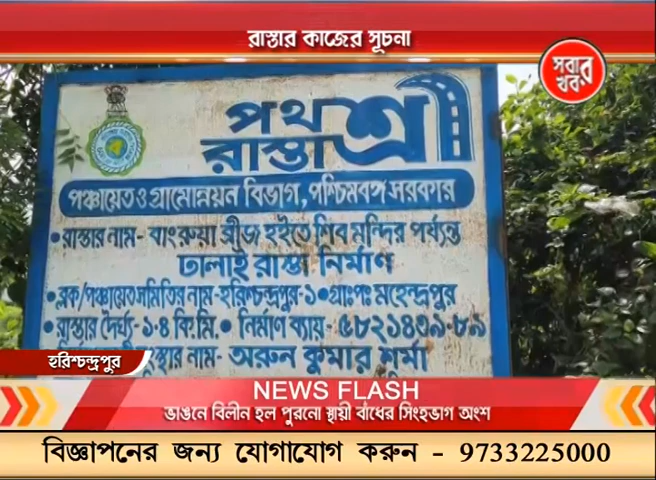 রাস্তার কাজের সূচনা
সবার
খবর
পথশ্রী
রাস্তা
পঞ্চায়েত ও গ্রামোন্নয়ন বিভাগ, পশ্চিমবঙ্গ সরকার
• রাস্তার নাম - বাংরুয়া ব্রীজ হইতে শিব মন্দির পর্য্যন্ত
ঢালাই রাস্তা নির্মাণ
• ব্লক/পঞ্চায়েত সমিতির নাম - হরিশ্চন্দ্রপুর - ১ • গ্রাঃ পঃ মহেন্দ্রপুর
• রাস্তার দৈর্ঘ্য - ১.৪ কি.মি. • নির্মাণ ব্যায় - ৫৮২১৪৩৯.৮৯
নাম - অরুন কুমার শর্মা
হরিশ্চন্দ্রপুর
NEWS FLASH
ভাঙনে বিলীন হল পুরনো স্থায়ী বাঁধের সিংহভাগ অংশ
বিজ্ঞাপনের জন্য যোগাযোগ করুন - 9733225000